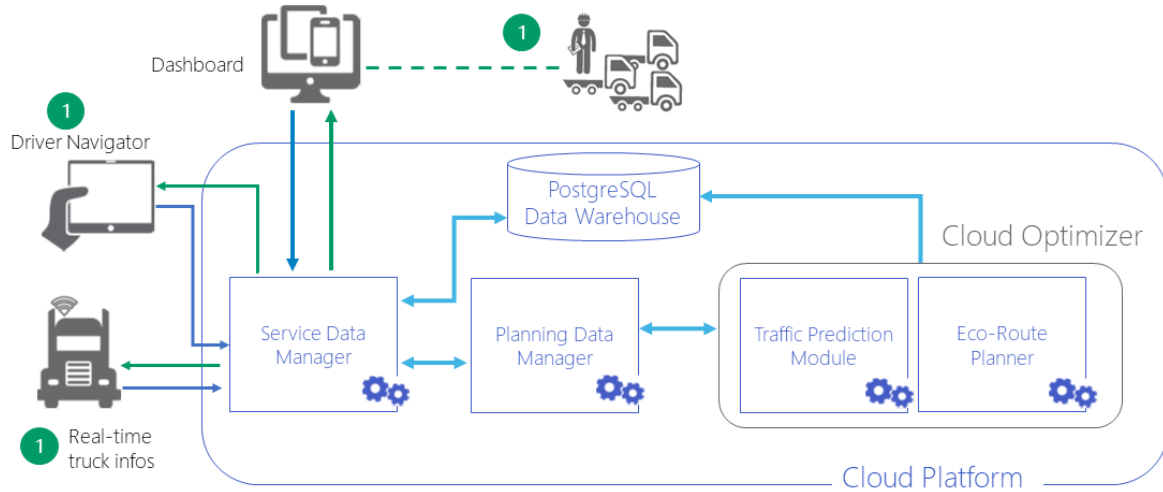 1
Dashboard
1
Driver Navigator
PostgreSQL
Data Warehouse
Cloud Optimizer
Service Data
Manager
Planning Data
Manager
Traffic Prediction
Module
Eco-Route
Planner
1
Real-time
truck infos
Cloud Platform